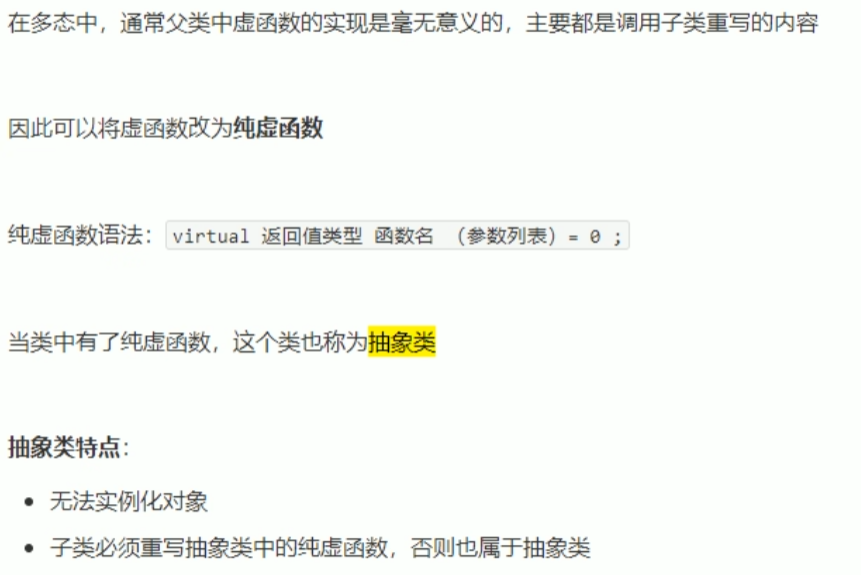 在多态中，通常父类中虚函数的实现是毫无意义的，主要都是调用子类重写的内容
因此可以将虚函数改为纯虚函数
纯虚函数语法：virtual 返回值类型 函数名 （参数列表）= 0 ;
当类中有了纯虚函数，这个类也称为抽象类
抽象类特点：
无法实例化对象
子类必须重写抽象类中的纯虚函数，否则也属于抽象类